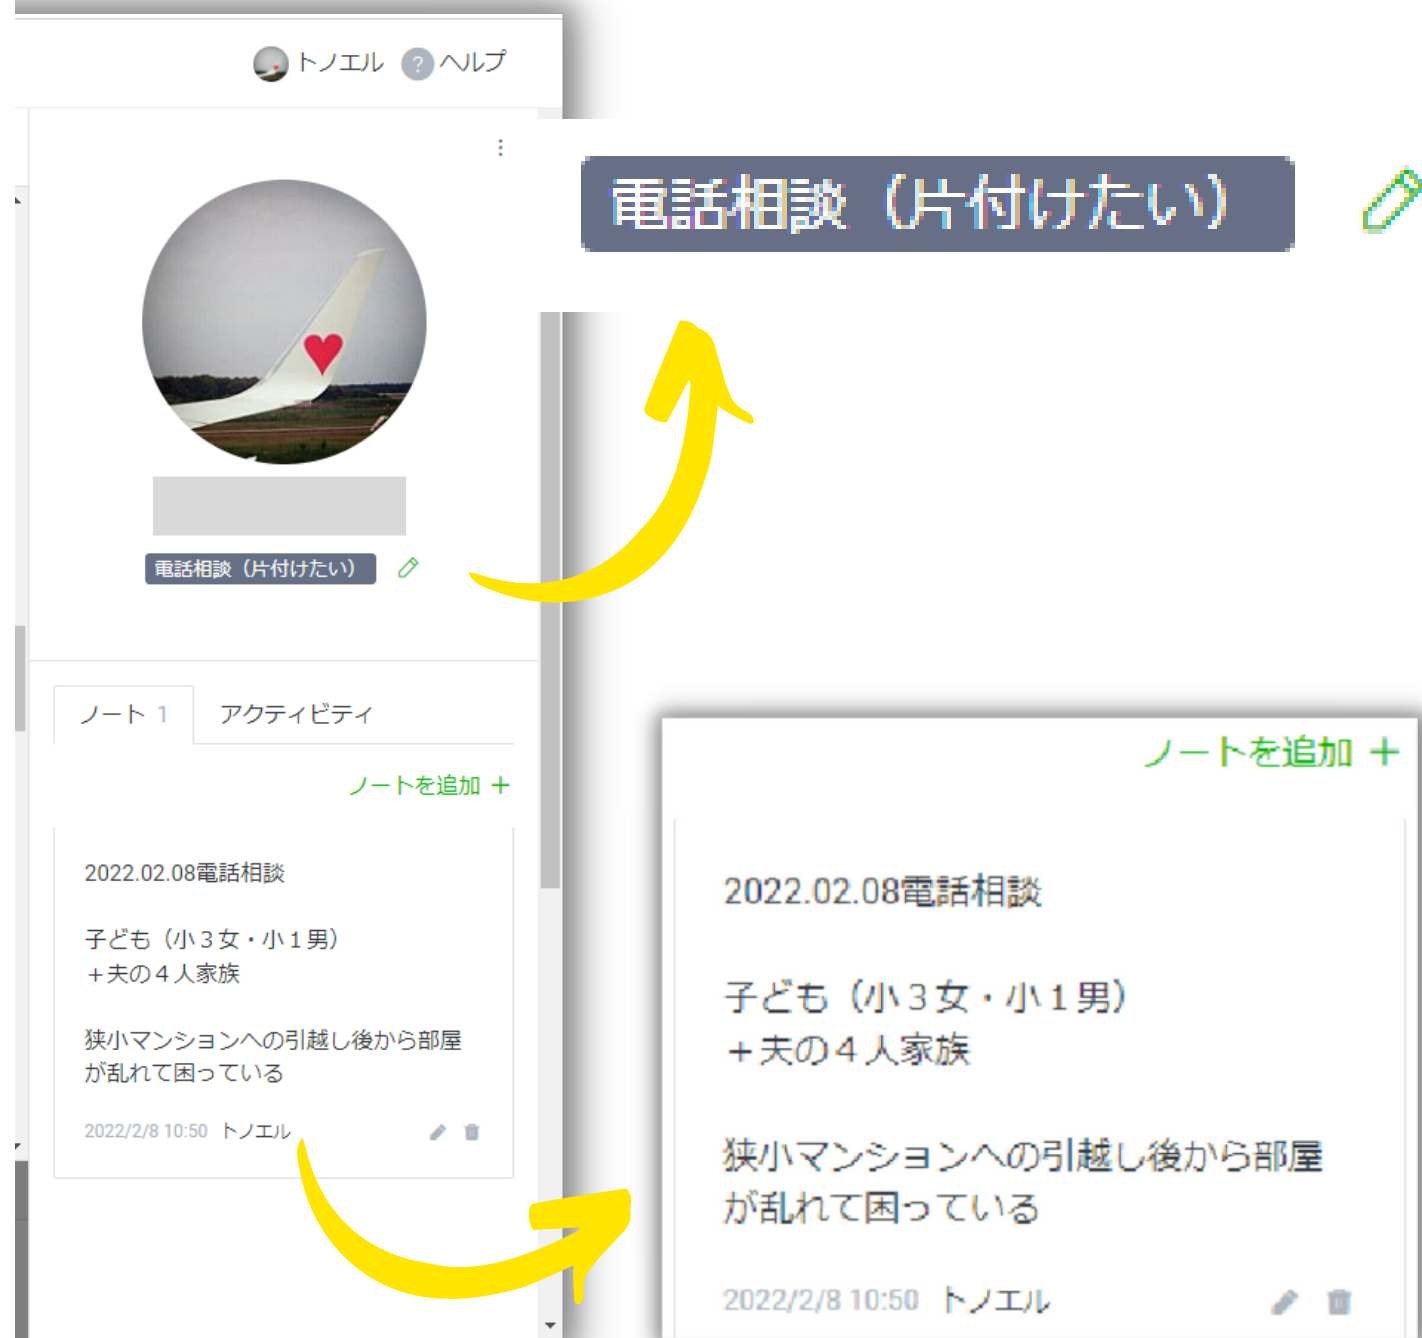 トノエル ? ヘルプ
電話相談（片付けたい）
電話相談（片付けたい）
ノート 1 アクティビティ
ノートを追加 +
2022.02.08電話相談
子ども（小３女・小１男）
＋夫の４人家族
狭小マンションへの引越し後から部屋
が乱れて困っている
2022/2/8 10:50 トノエル
ノートを追加 +
2022.02.08電話相談
子ども（小３女・小１男）
＋夫の４人家族
狭小マンションへの引越し後から部屋
が乱れて困っている
2022/2/8 10:50 トノエル